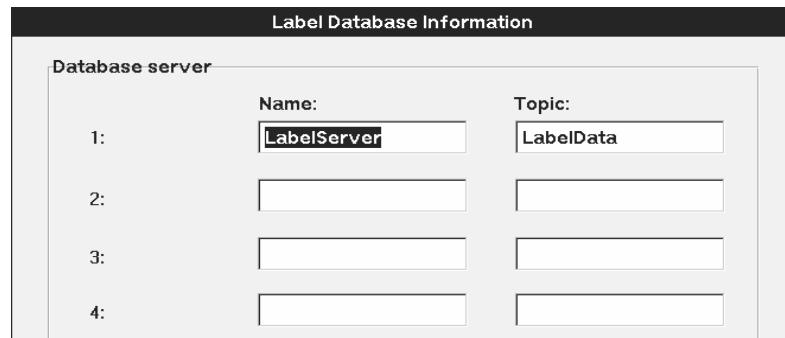 Label Database Information
Database server
Name: Topic:
1: LabelServer LabelData
2:
3:
4: